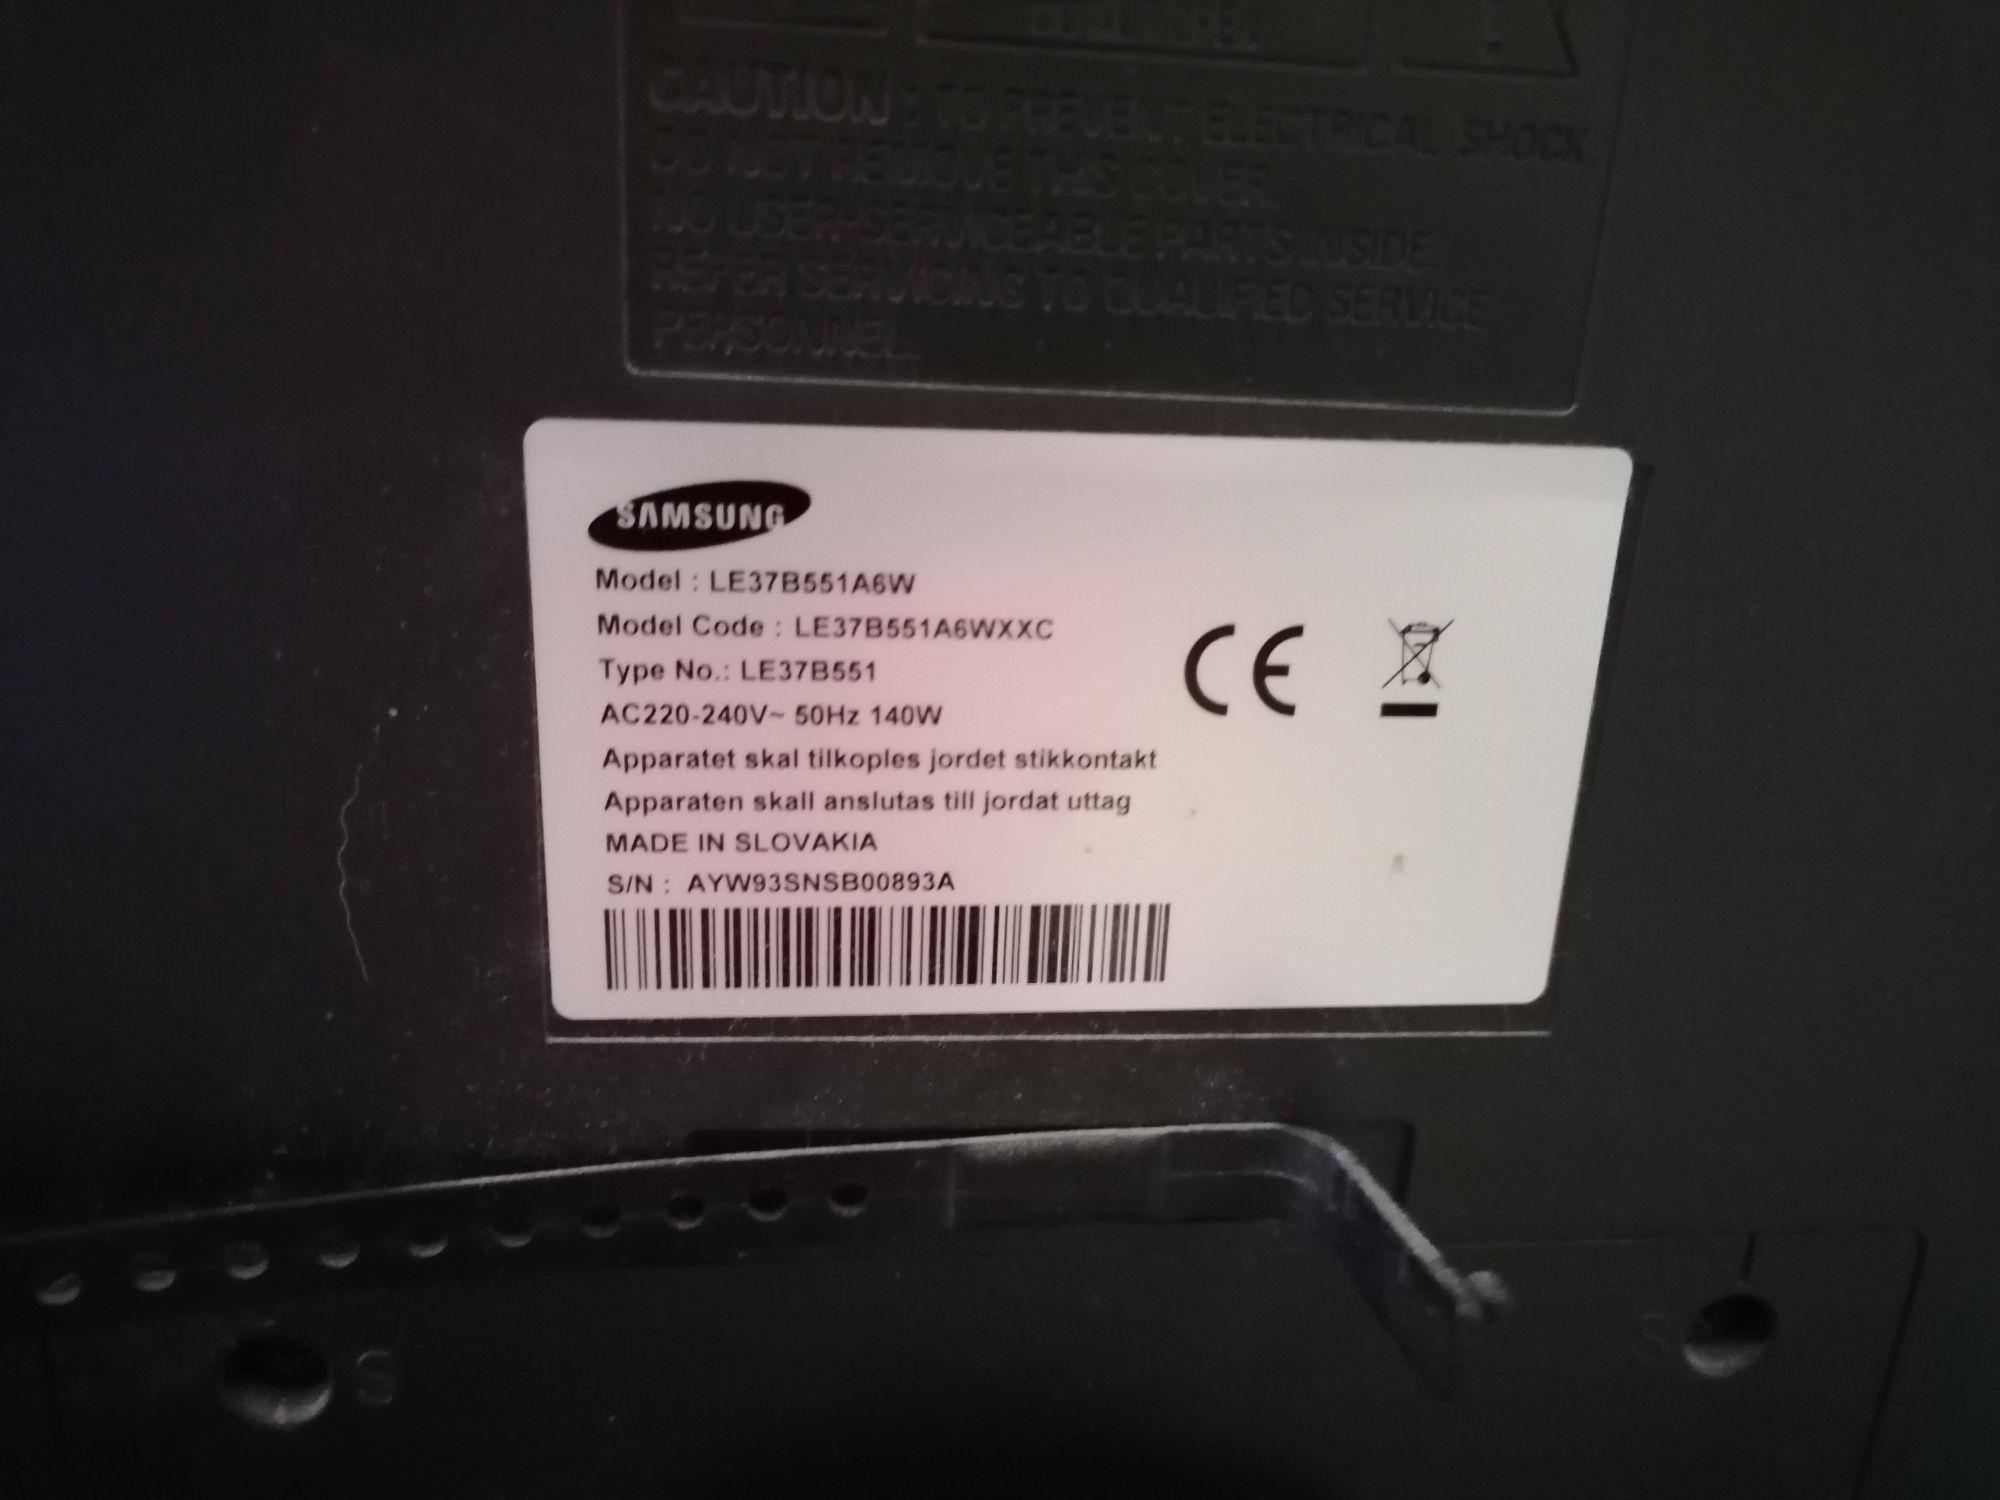 CAUTION : TO PREVENT ELECTRICAL SHOCK,
DO NOT REMOVE THIS COVER.
NO USER-SERVICEABLE PARTS INSIDE.
REFER SERVICING TO QUALIFIED SERVICE
PERSONNEL.
SAMSUNG
Model : LE37B551A6W
Model Code : LE37B551A6WXXC
Type No.: LE37B551
AC220-240V~ 50Hz 140W
Apparatet skal tilkoples jordet stikkontakt
Apparaten skall anslutas till jordat uttag
MADE IN SLOVAKIA
S/N : AYW93SNSB00893A
CE
S
S